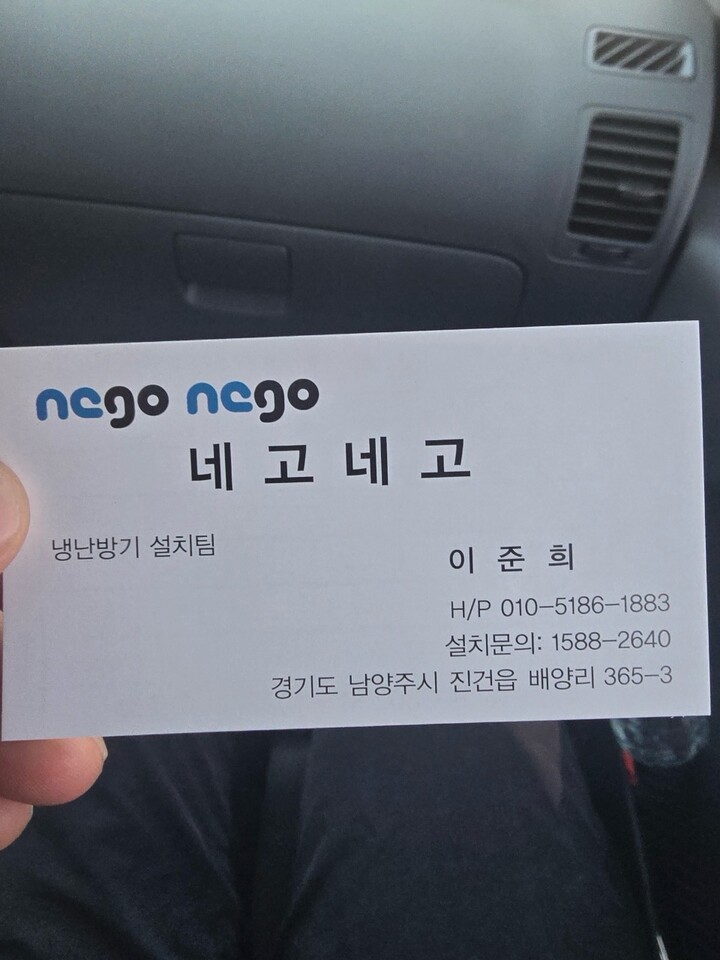 nego nego
네고네고
냉난방기 설치팀
이준희
H/P 010-5186-1883
설치문의: 1588-2640
경기도 남양주시 진건읍 배양리 365-3